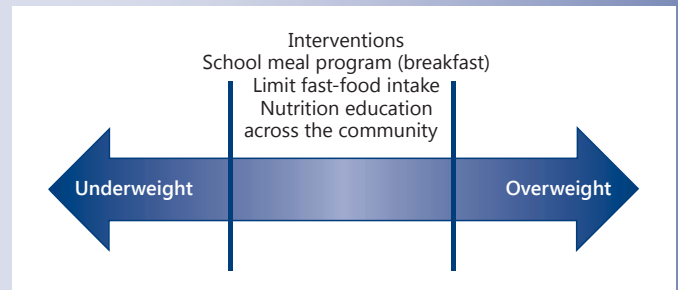 Interventions
School meal program (breakfast)
Limit fast-food intake
Nutrition education
across the community
Underweight
Overweight